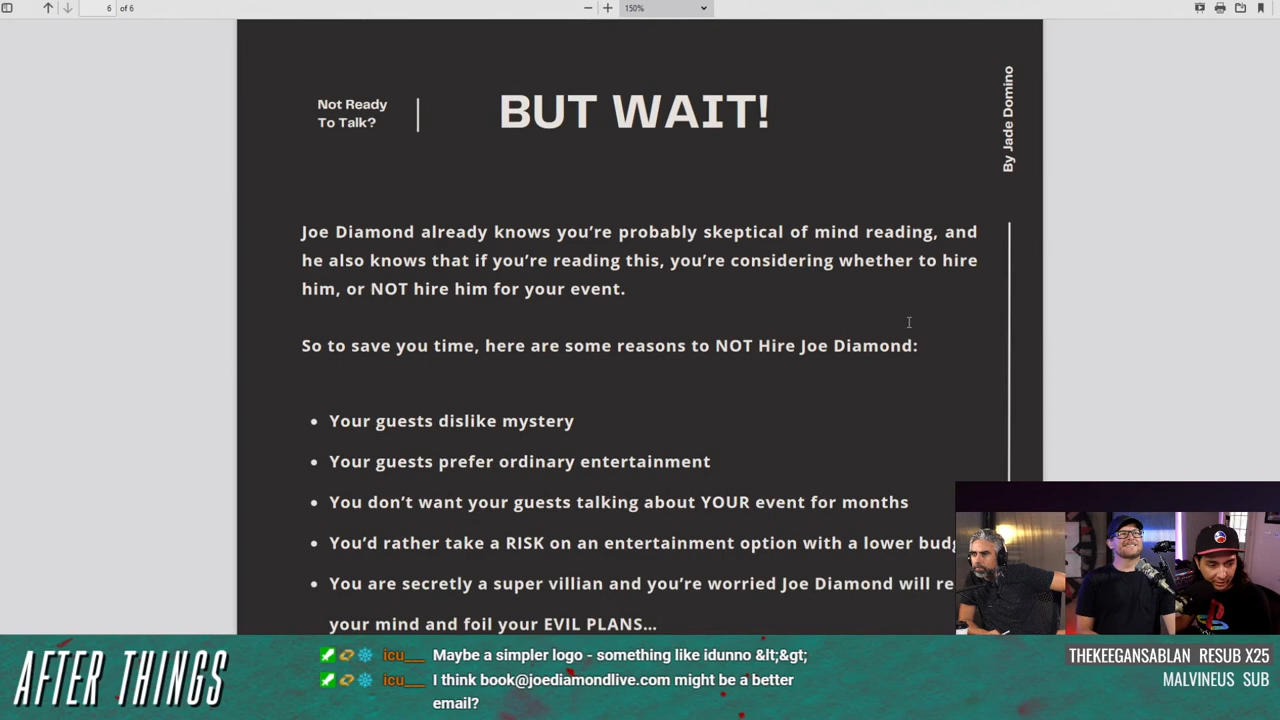 6 of 6
150%
Not Ready
To Talk?
BUT WAIT!
By Jade Domino
Joe Diamond already knows you’re probably skeptical of mind reading, and
he also knows that if you’re reading this, you’re considering whether to hire
him, or NOT hire him for your event.
So to save you time, here are some reasons to NOT Hire Joe Diamond:
• Your guests dislike mystery
• Your guests prefer ordinary entertainment
• You don’t want your guests talking about YOUR event for months
• You’d rather take a RISK on an entertainment option with a lower
• You are secretly a super villian and you’re worried Joe Diamond will
your mind and foil your EVIL PLANS...
AFTER THINGS
icu__ Maybe a simpler logo - something like idunno &lt;&gt;
icu__ I think book@joediamondlive.com might be a better
email?
THEKEEGANSABLAN RESUB X25
MALVINEUS SUB